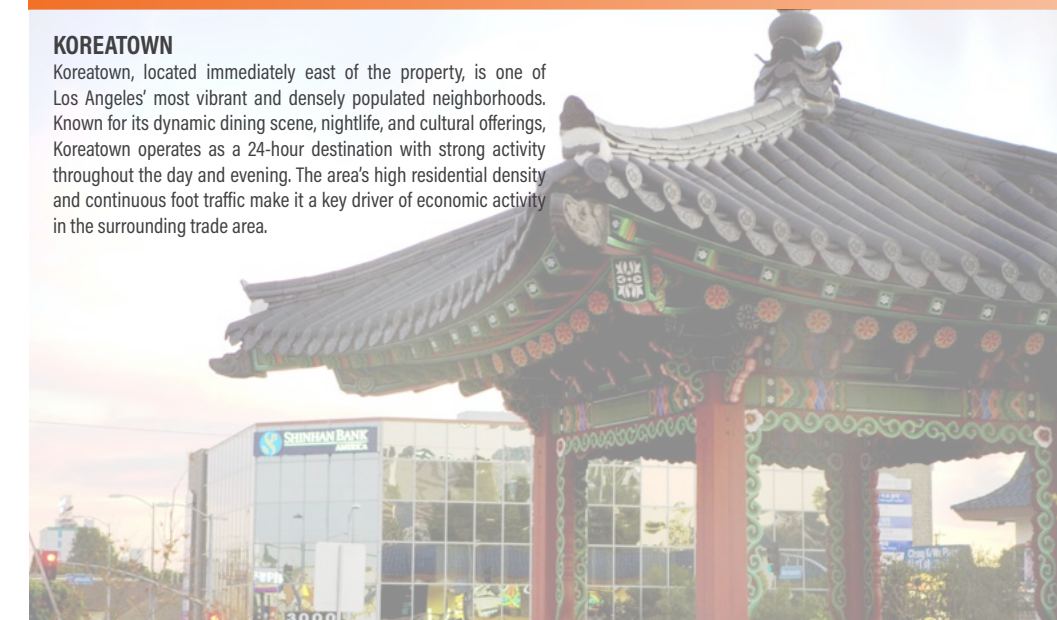 KOREATOWN
Koreatown, located immediately east of the property, is one of
Los Angeles’ most vibrant and densely populated neighborhoods.
Known for its dynamic dining scene, nightlife, and cultural offerings,
Koreatown operates as a 24-hour destination with strong activity
throughout the day and evening. The area’s high residential density
and continuous foot traffic make it a key driver of economic activity
in the surrounding trade area.
SHINHAN BANK
AMERICA
3000